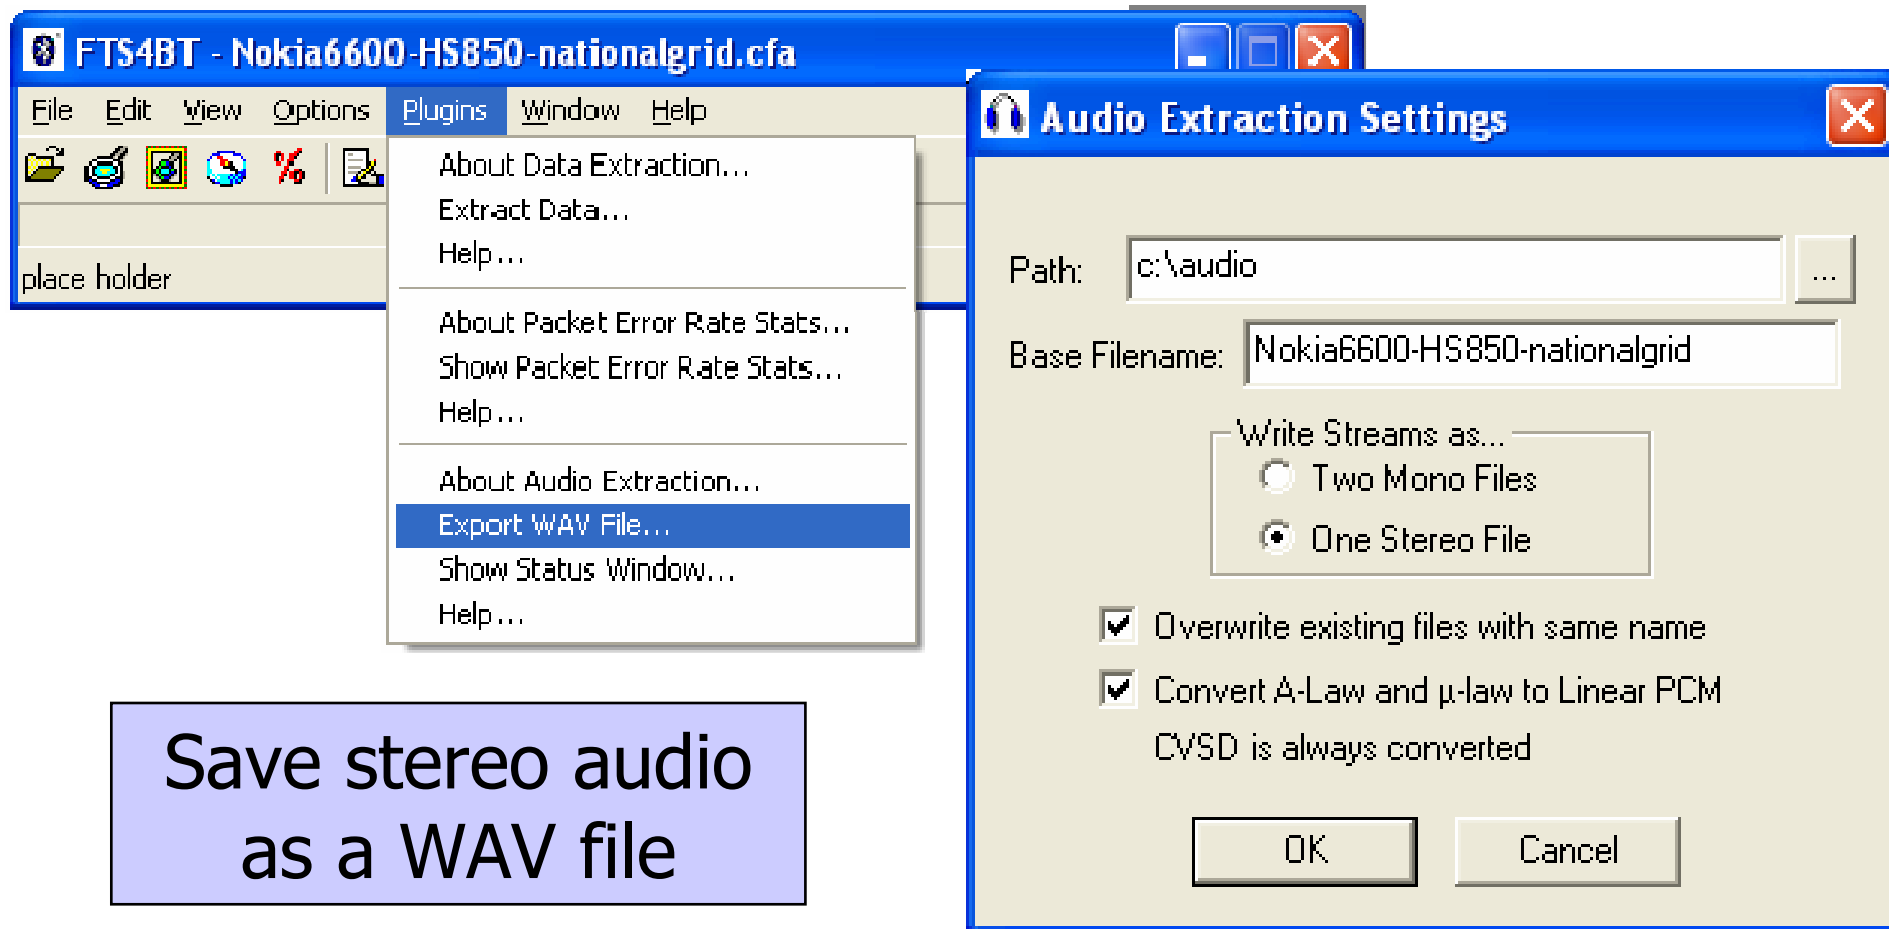 FTS4BT - Nokia6600-HS850-nationalgrid.cfa
File Edit View Options Plugins Window Help
place holder
About Data Extraction...
Extract Data...
Help...
About Packet Error Rate Stats...
Show Packet Error Rate Stats...
Help...
About Audio Extraction...
Export WAV File...
Show Status Window...
Help...
Save stereo audio
as a WAV file
Audio Extraction Settings
Path: c:\audio ...
Base Filename: Nokia6600-HS850-nationalgrid
Write Streams as...
Two Mono Files
One Stereo File
Overwrite existing files with same name
Convert A-Law and µ-law to Linear PCM
CVSD is always converted
OK Cancel